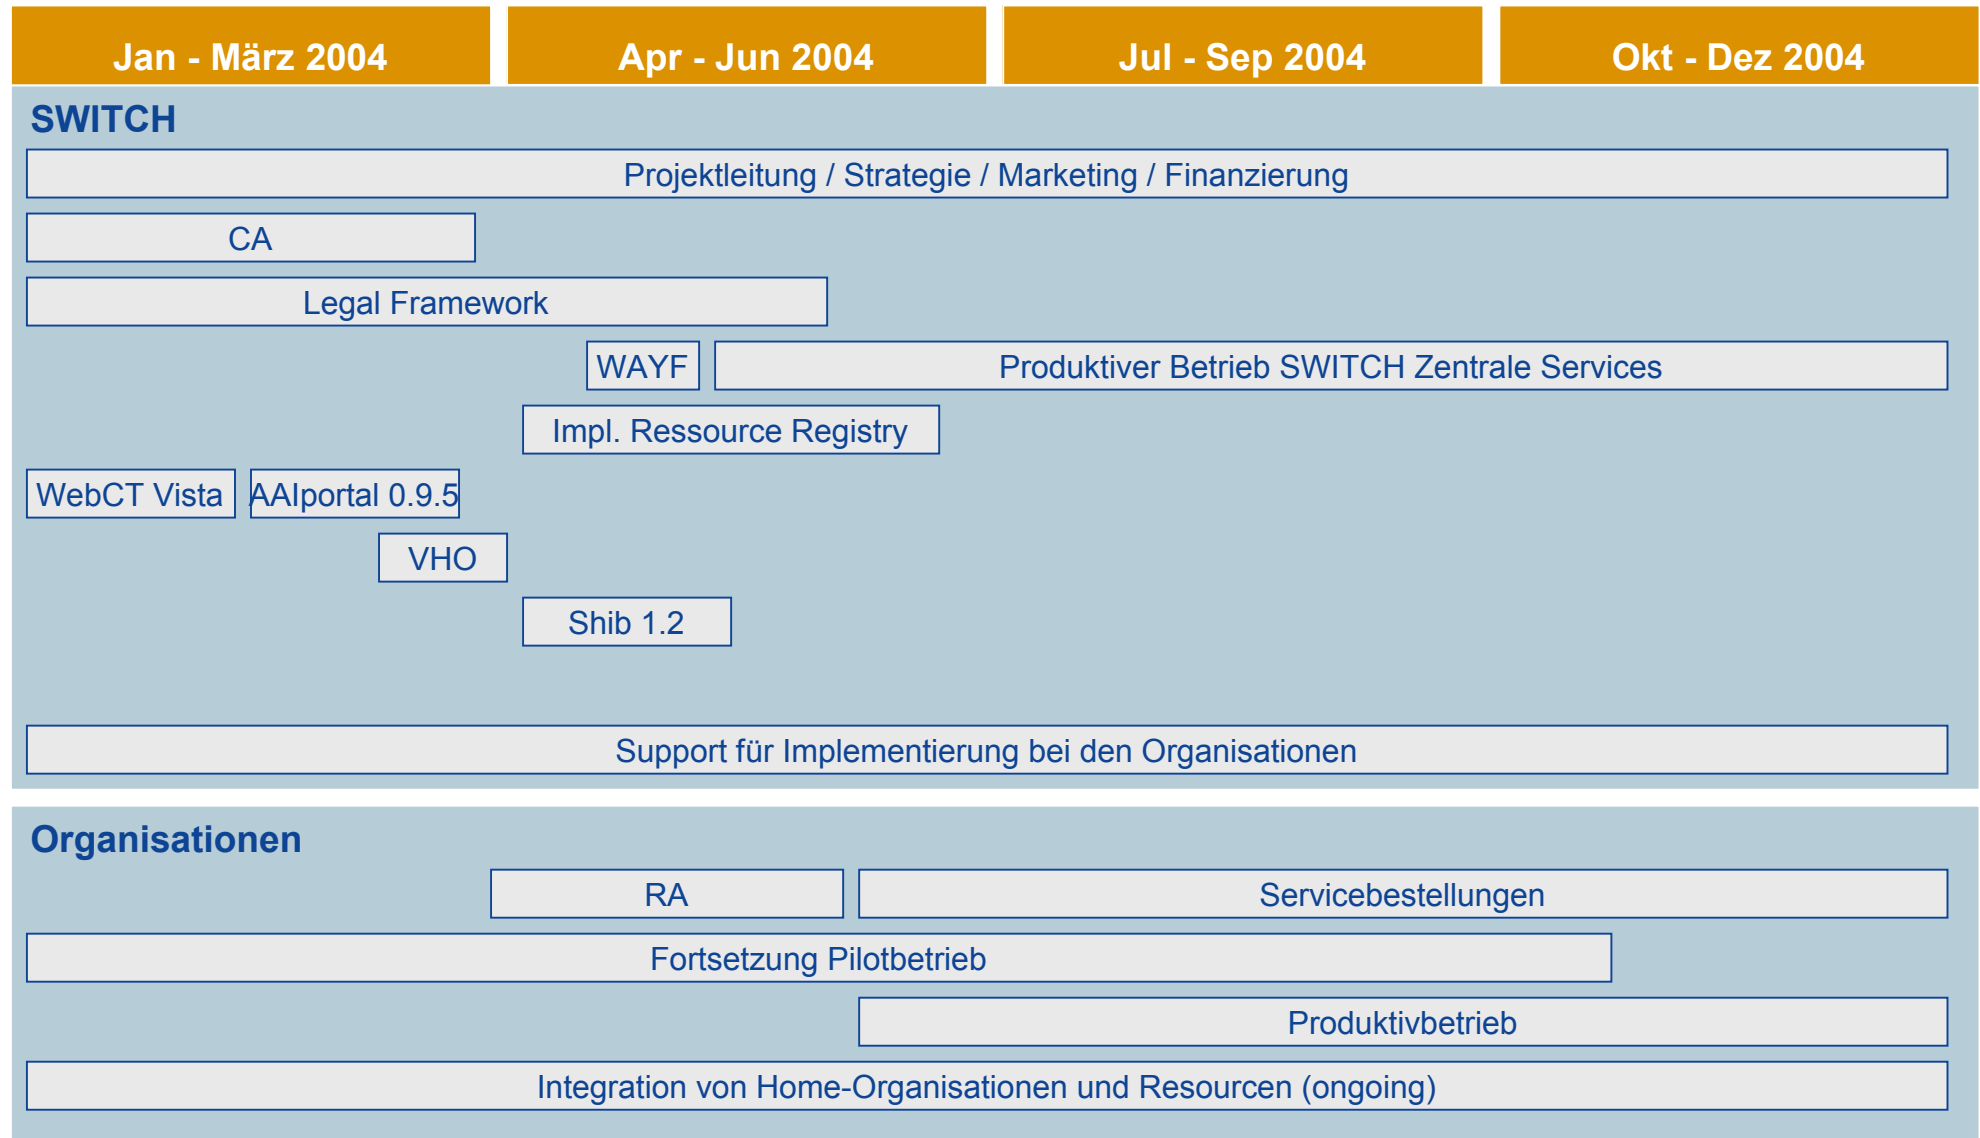 Jan - März 2004
Apr - Jun 2004
Jul - Sep 2004
Okt - Dez 2004
SWITCH
Projektleitung / Strategie / Marketing / Finanzierung
CA
Legal Framework
WAYF
Produktiver Betrieb SWITCH Zentrale Services
Impl. Ressource Registry
WebCT Vista
AAIportal 0.9.5
VHO
Shib 1.2
Support für Implementierung bei den Organisationen
Organisationen
RA
Servicebestellungen
Fortsetzung Pilotbetrieb
Produktivbetrieb
Integration von Home-Organisationen und Resourcen (ongoing)